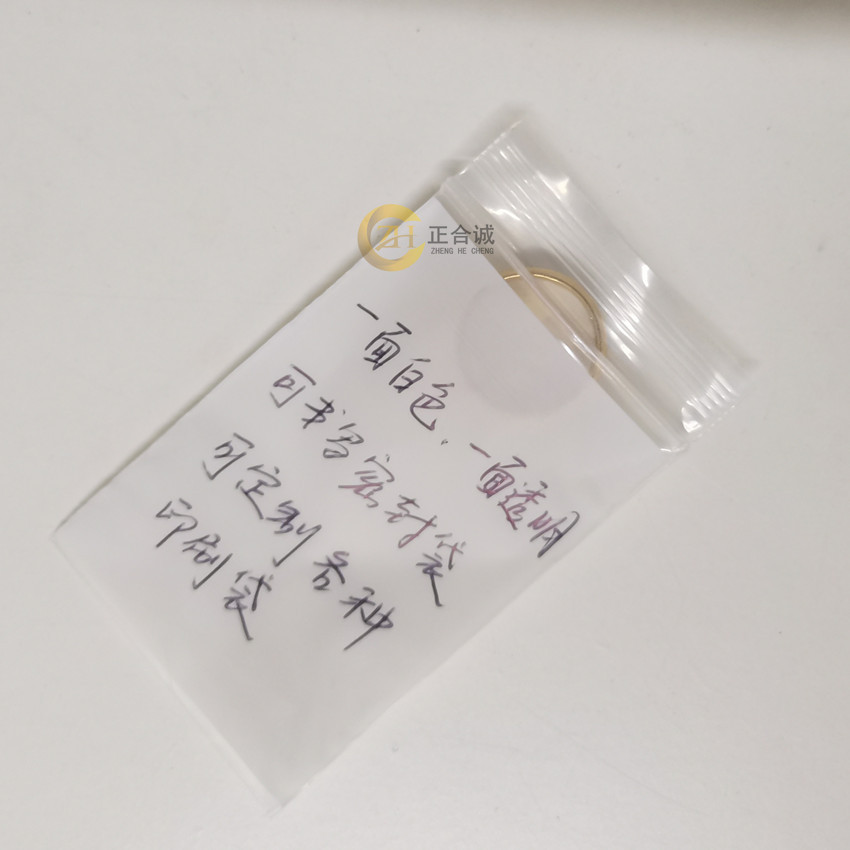 正合诚
ZHENG HE CHENG
一面白色,一面透明
可书写密封袋
可定制各种
印刷袋